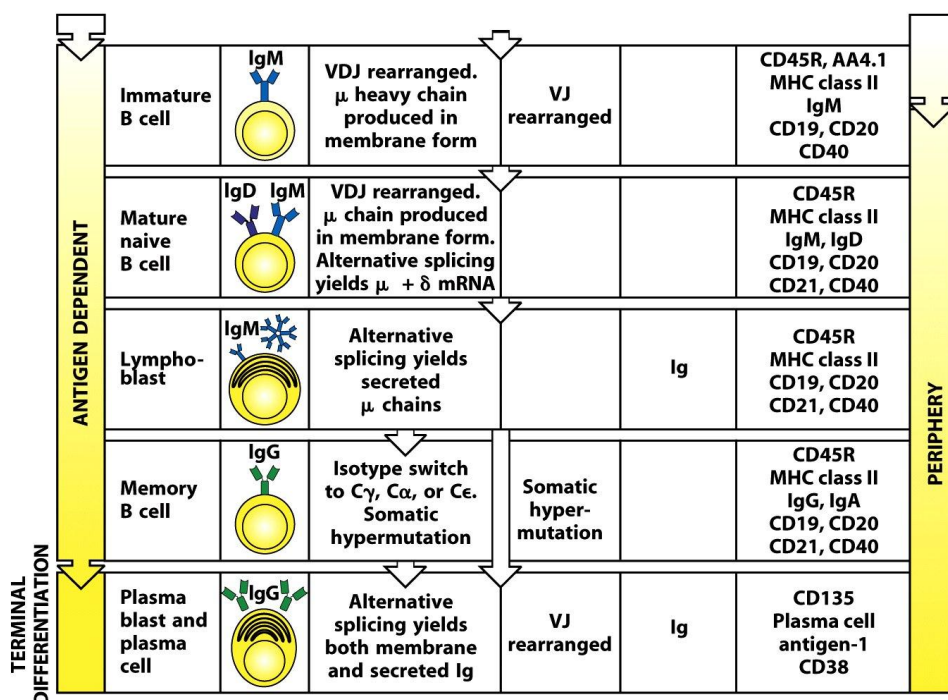 ANTIGEN DEPENDENT
TERMINAL
DIFFERENTIATION
PERIPHERY
Immature
B cell
IgM
VDJ rearranged.
μ heavy chain
produced in
membrane form
VJ
rearranged
CD45R, AA4.1
MHC class II
IgM
CD19, CD20
CD40
Mature
naive
B cell
IgD IgM
VDJ rearranged.
μ chain produced
in membrane form.
Alternative splicing
yields μ + δ mRNA
CD45R
MHC class II
IgM, IgD
CD19, CD20
CD21, CD40
Lympho-
blast
IgM
Alternative
splicing yields
secreted
μ chains
Ig
CD45R
MHC class II
CD19, CD20
CD21, CD40
Memory
B cell
IgG
Isotype switch
to Cγ, Cα, or Cϵ.
Somatic
hypermutation
Somatic
hyper-
mutation
CD45R
MHC class II
IgG, IgA
CD19, CD20
CD21, CD40
Plasma
blast and
plasma
cell
IgG
Alternative
splicing yields
both membrane
and secreted Ig
VJ
rearranged
Ig
CD135
Plasma cell
antigen-1
CD38